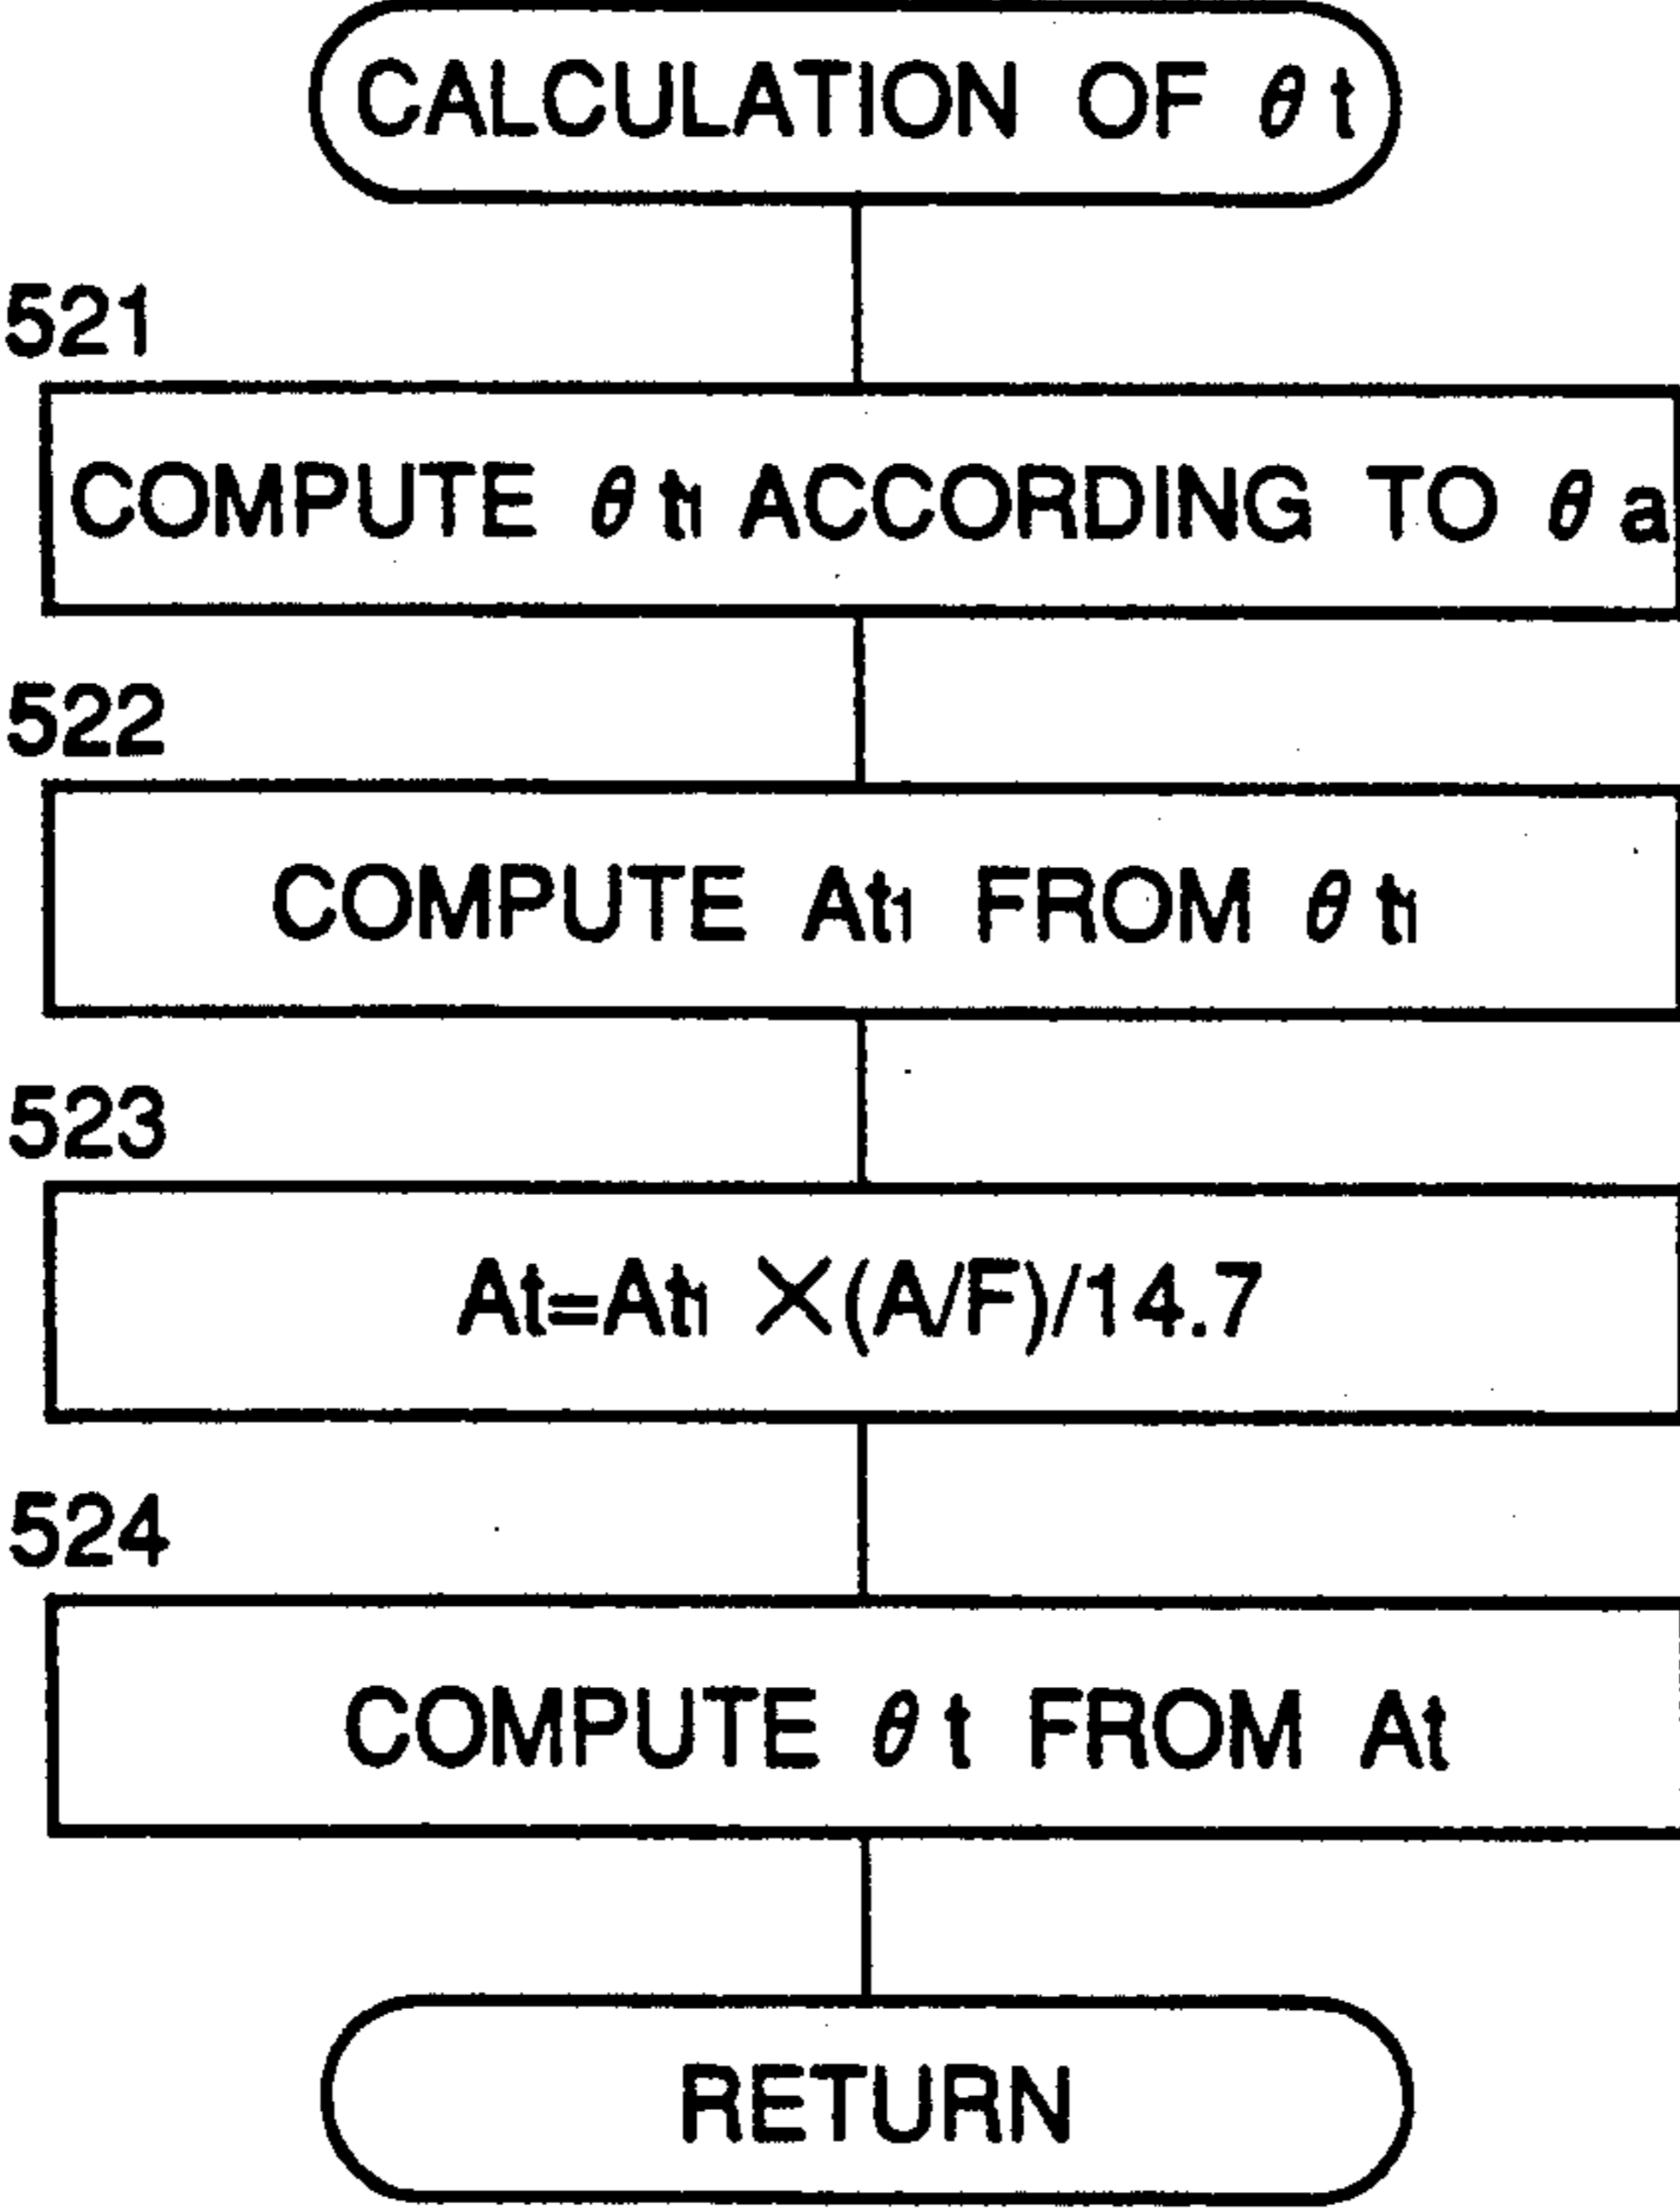 CALCULATION OF θt
521
COMPUTE θt1 ACCORDING TO θa
522
COMPUTE At1 FROM θt1
523
At=At1 ×(A/F)/14.7
524
COMPUTE θt FROM At
RETURN